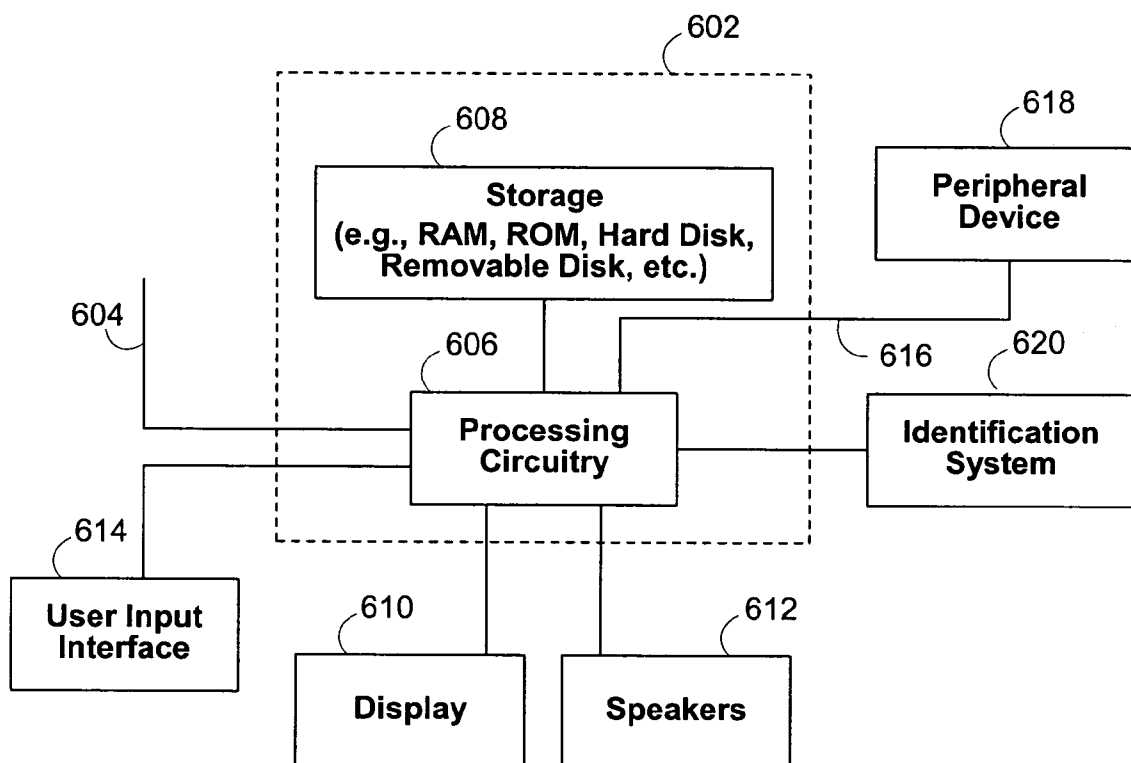 602
608
618
Storage
(e.g., RAM, ROM, Hard Disk,
Removable Disk, etc.)
Peripheral
Device
604
606
616
620
Processing
Circuitry
Identification
System
614
User Input
Interface
610
612
Display
Speakers